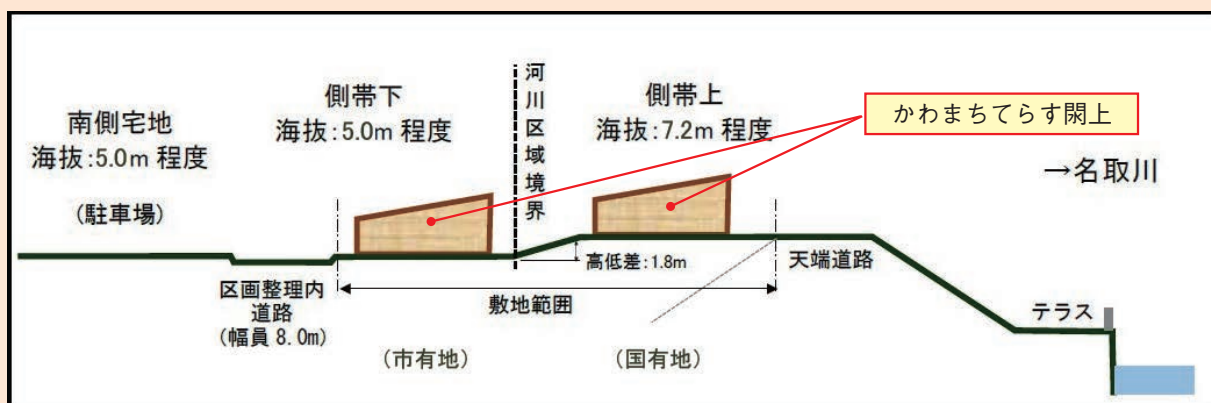 南側宅地
海抜:5.0m 程度
(駐車場)
側帯下
海抜:5.0m 程度
河川区域境界
側帯上
海抜:7.2m 程度
かわまちてらす閖上
→名取川
区画整理内
道路
(幅員 8.0m)
高低差:1.8m
敷地範囲
天端道路
テラス
(市有地)
(国有地)